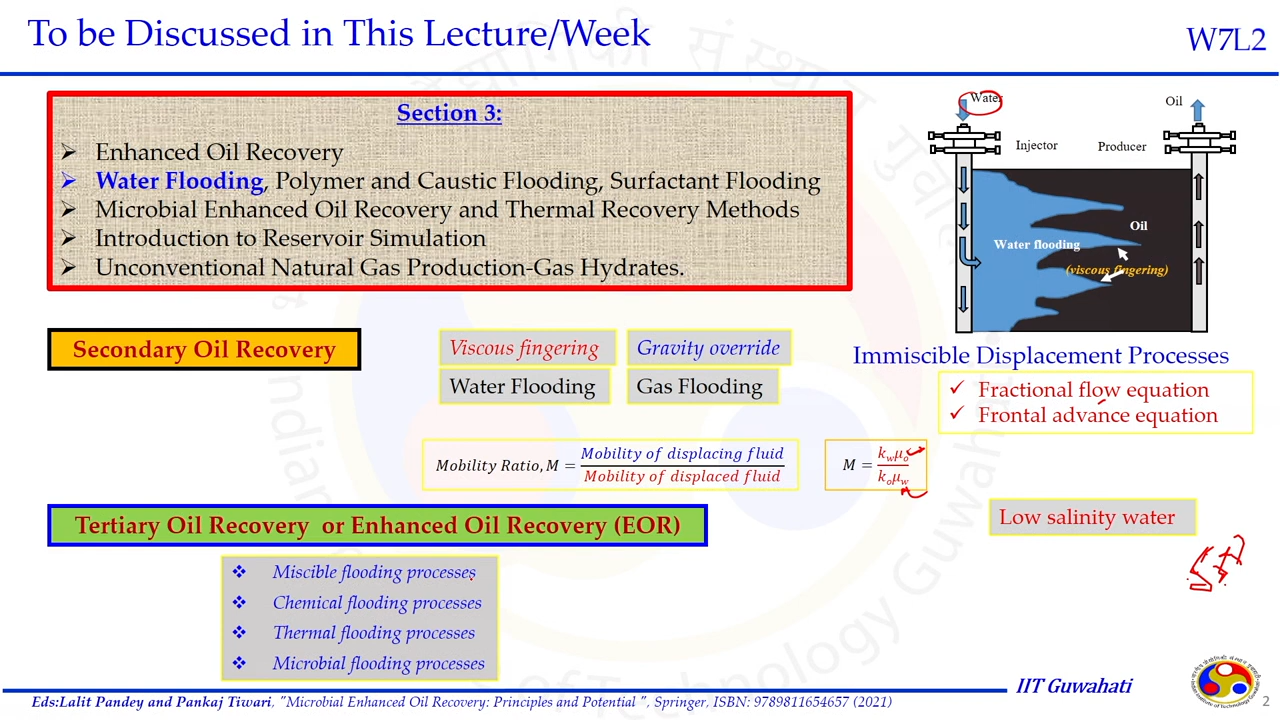 To be Discussed in This Lecture/Week
W7L2
Section 3:
Enhanced Oil Recovery
Water Flooding, Polymer and Caustic Flooding, Surfactant Flooding
Microbial Enhanced Oil Recovery and Thermal Recovery Methods
Introduction to Reservoir Simulation
Unconventional Natural Gas Production-Gas Hydrates.
Water
Oil
Injector
Producer
Oil
Water flooding
(viscous fingering)
Immiscible Displacement Processes
Fractional flow equation
Frontal advance equation
Secondary Oil Recovery
Viscous fingering
Gravity override
Water Flooding
Gas Flooding
Mobility Ratio, M = Mobility of displacing fluid / Mobility of displaced fluid
M = k_w μ_o / k_o μ_w
Low salinity water
Tertiary Oil Recovery or Enhanced Oil Recovery (EOR)
Miscible flooding processes
Chemical flooding processes
Thermal flooding processes
Microbial flooding processes
Eds:Lalit Pandey and Pankaj Tiwari, "Microbial Enhanced Oil Recovery: Principles and Potential ", Springer, ISBN: 9789811654657 (2021)
IIT Guwahati
2